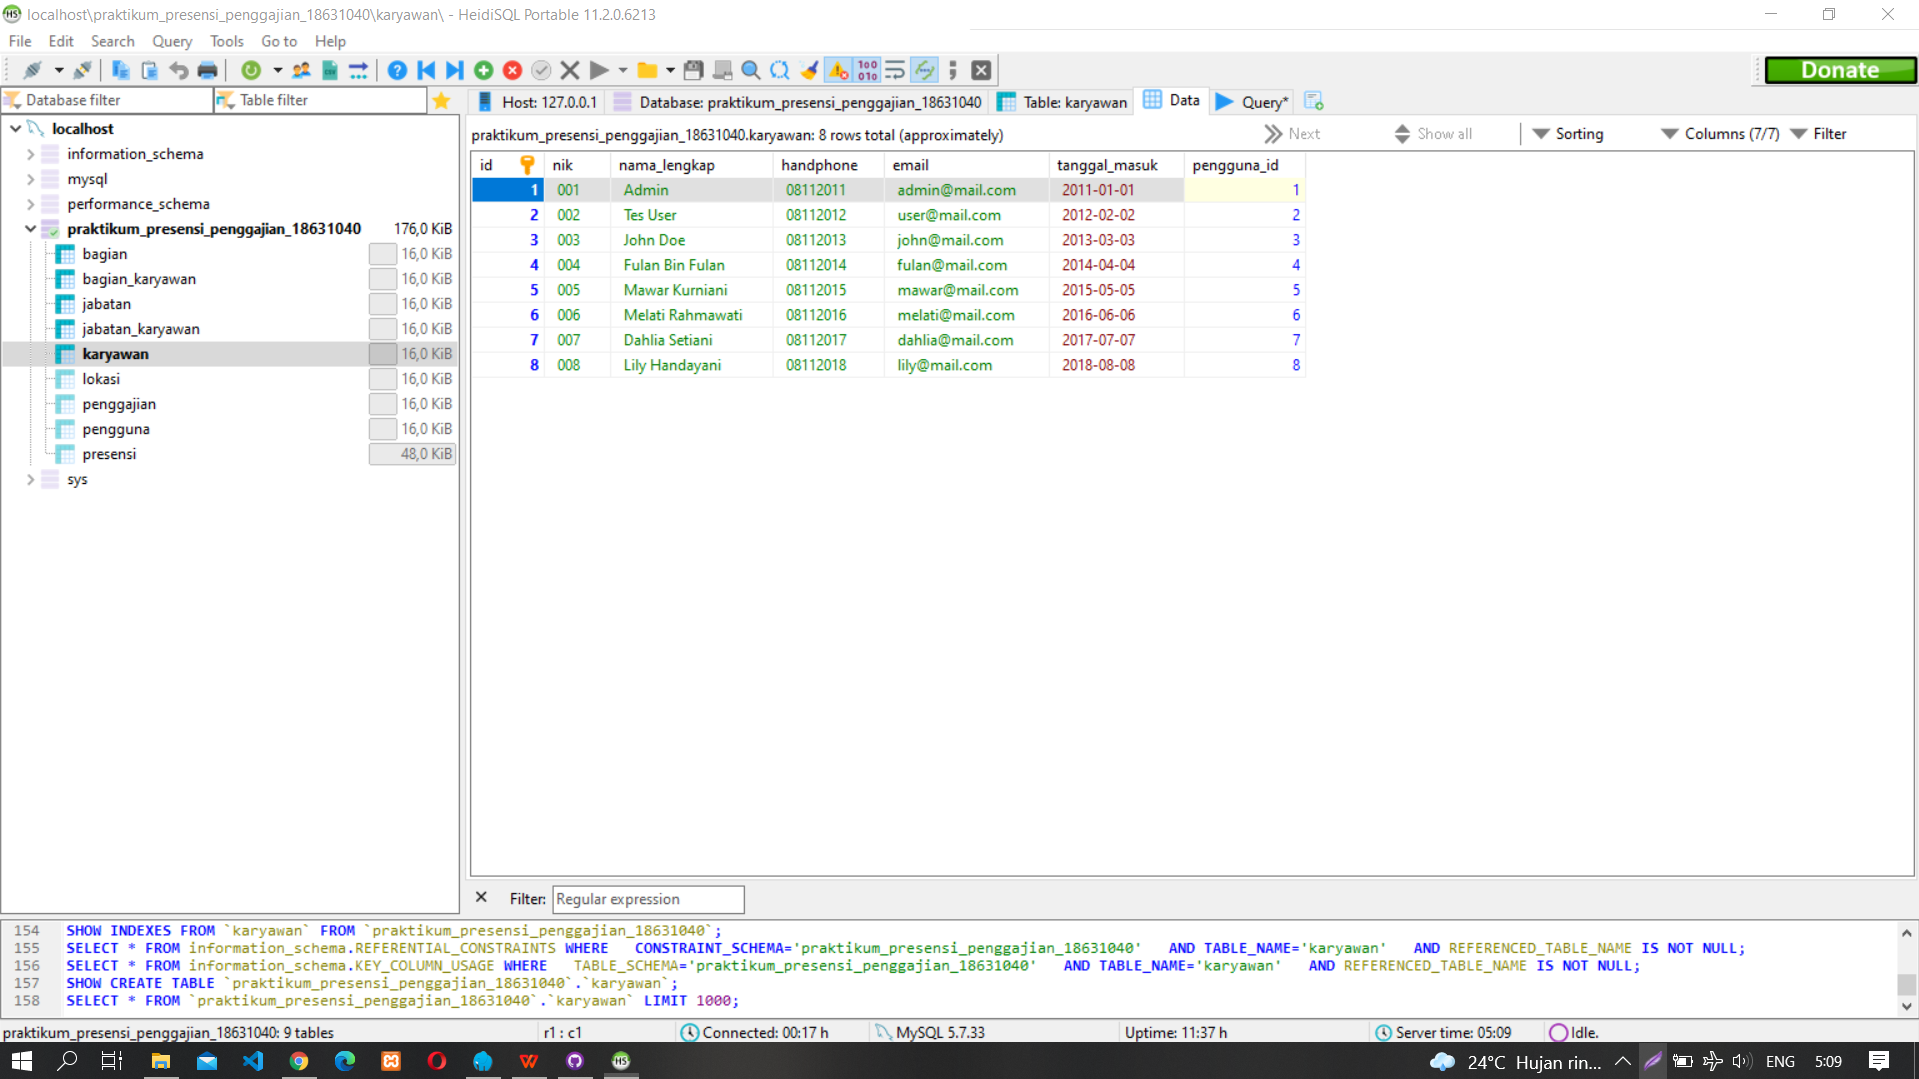 localhost\praktikum_presensi_penggajian_18631040\karyawan\ - HeidiSQL Portable 11.2.0.6213
File Edit Search Query Tools Go to Help
Donate
Database filter Table filter
Host: 127.0.0.1 Database: praktikum_presensi_penggajian_18631040 Table: karyawan Data Query*
localhost
information_schema
mysql
performance_schema
praktikum_presensi_penggajian_18631040 176,0 KiB
bagian 16,0 KiB
bagian_karyawan 16,0 KiB
jabatan 16,0 KiB
jabatan_karyawan 16,0 KiB
karyawan 16,0 KiB
lokasi 16,0 KiB
penggajian 16,0 KiB
pengguna 16,0 KiB
presensi 48,0 KiB
sys
praktikum_presensi_penggajian_18631040.karyawan: 8 rows total (approximately) Next Show all Sorting Columns (7/7) Filter
id nik nama_lengkap handphone email tanggal_masuk pengguna_id
1 001 Admin 08112011 admin@mail.com 2011-01-01 1
2 002 Tes User 08112012 user@mail.com 2012-02-02 2
3 003 John Doe 08112013 john@mail.com 2013-03-03 3
4 004 Fulan Bin Fulan 08112014 fulan@mail.com 2014-04-04 4
5 005 Mawar Kurniani 08112015 mawar@mail.com 2015-05-05 5
6 006 Melati Rahmawati 08112016 melati@mail.com 2016-06-06 6
7 007 Dahlia Setiani 08112017 dahlia@mail.com 2017-07-07 7
8 008 Lily Handayani 08112018 lily@mail.com 2018-08-08 8
Filter: Regular expression
154 SHOW INDEXES FROM `karyawan` FROM `praktikum_presensi_penggajian_18631040`;
155 SELECT * FROM information_schema.REFERENTIAL_CONSTRAINTS WHERE   CONSTRAINT_SCHEMA='praktikum_presensi_penggajian_18631040'   AND TABLE_NAME='karyawan'   AND REFERENCED_TABLE_NAME IS NOT NULL;
156 SELECT * FROM information_schema.KEY_COLUMN_USAGE WHERE   TABLE_SCHEMA='praktikum_presensi_penggajian_18631040'   AND TABLE_NAME='karyawan'   AND REFERENCED_TABLE_NAME IS NOT NULL;
157 SHOW CREATE TABLE `praktikum_presensi_penggajian_18631040`.`karyawan`;
158 SELECT * FROM `praktikum_presensi_penggajian_18631040`.`karyawan` LIMIT 1000;
praktikum_presensi_penggajian_18631040: 9 tables r1 : c1 Connected: 00:17 h MySQL 5.7.33 Uptime: 11:37 h Server time: 05:09 Idle.
24°C Hujan rin... ENG 5:09